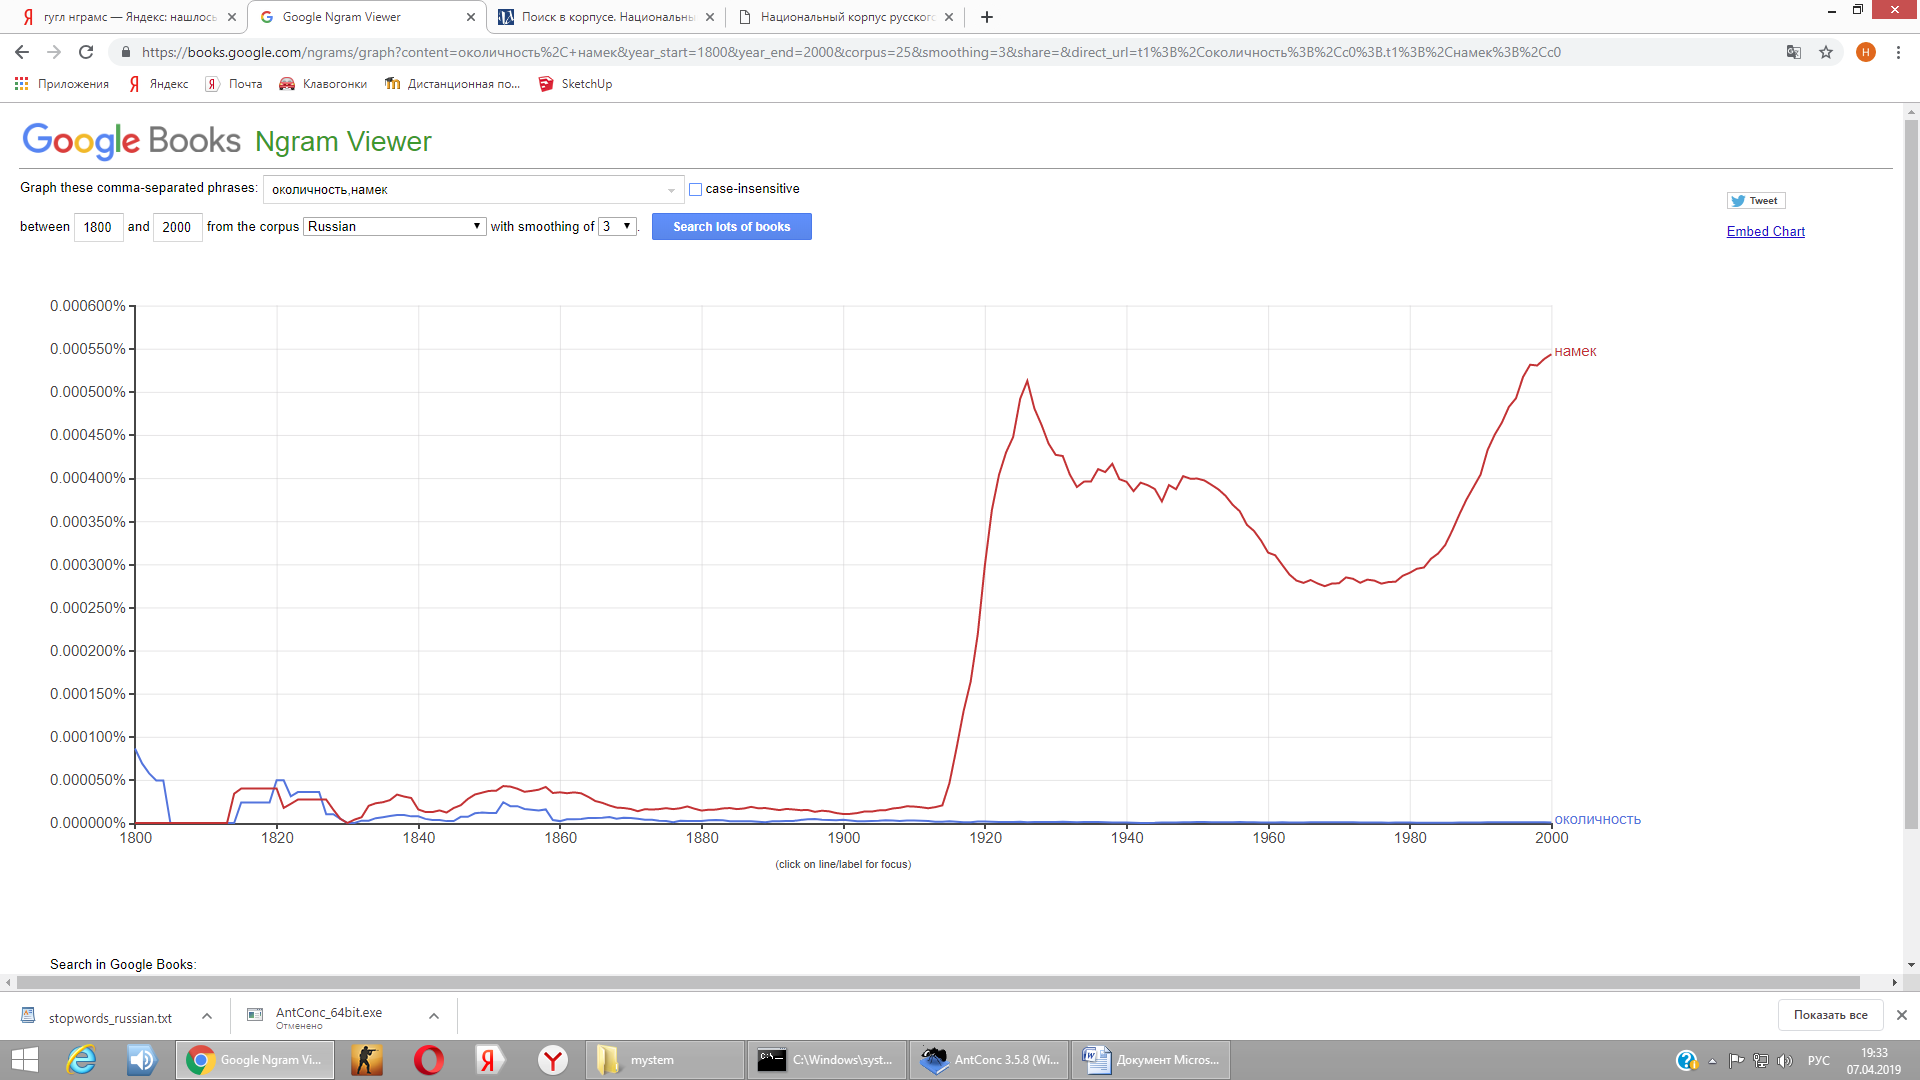 гугл нграмс — Яндекс: нашлось
Google Ngram Viewer
Поиск в корпусе. Национальны
Национальный корпус русског
https://books.google.com/ngrams/graph?content=околичность%2C+намек&year_start=1800&year_end=2000&corpus=25&smoothing=3&share=&direct_url=t1%3B%2Cоколичность%3B%2Cc0%3B.t1%3B%2Cнамек%3B%2Cc0
Н
Приложения
Яндекс
Почта
Клавогонки
Дистанционная по...
SketchUp
Google Books Ngram Viewer
Graph these comma-separated phrases: околичность,намек case-insensitive
between 1800 and 2000 from the corpus Russian with smoothing of 3. Search lots of books
Tweet
Embed Chart
0.000600%
0.000550%
0.000500%
0.000450%
0.000400%
0.000350%
0.000300%
0.000250%
0.000200%
0.000150%
0.000100%
0.000050%
0.000000%
намек
околичность
1800 1820 1840 1860 1880 1900 1920 1940 1960 1980 2000
(click on line/label for focus)
Search in Google Books:
stopwords_russian.txt
AntConc_64bit.exe
Отменено
Показать все
Google Ngram Vi...
mystem
C:\Windows\syst...
AntConc 3.5.8 (Wi...
Документ Micros...
РУС
19:33
07.04.2019